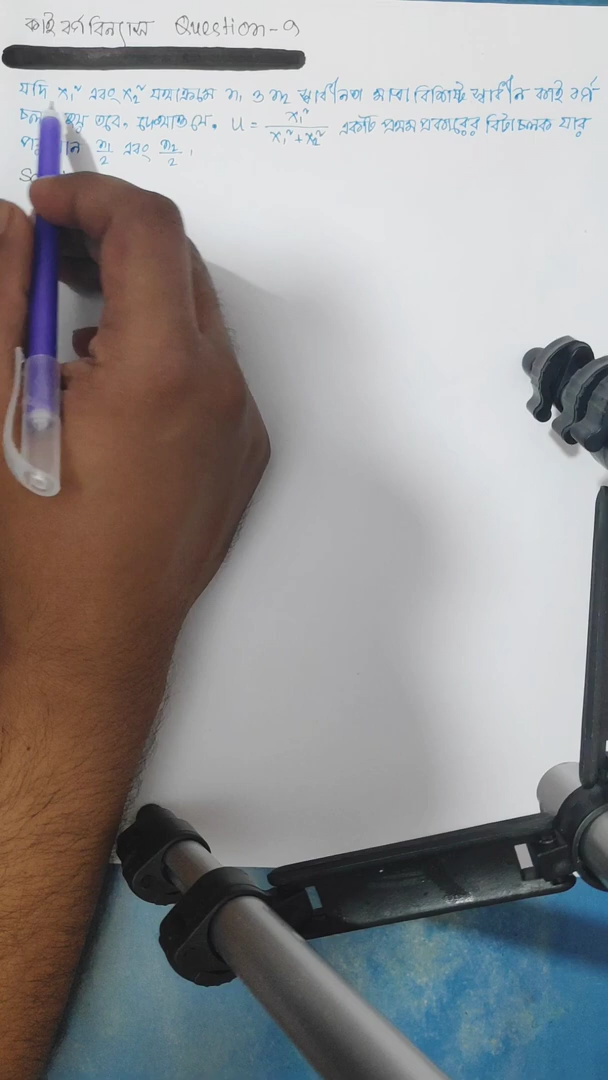 কাই বর্গ বিন্যাস Question-9
যদি x₁² এবং x₂² যথাক্রমে n₁ ও n₂ স্বাধীনতা মাত্রা বিশিষ্ট স্বাধীন কাই বর্গ
হয় তবে, দেখাও যে, U = x₁² / (x₁² + x₂²) একটি প্রথম প্রকারের বিটা চলক যার
n₁/2 এবং n₂/2 ।